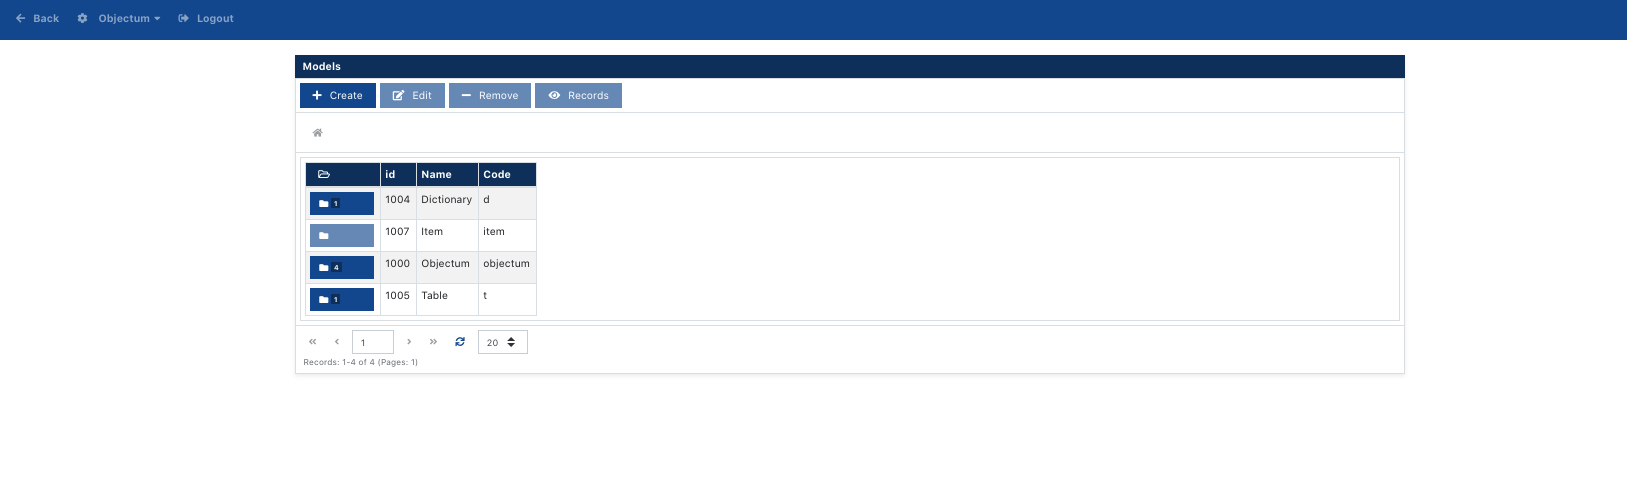 Back Objectum Logout
Models
Create Edit Remove Records
id Name Code
1 1004 Dictionary d
1007 Item item
4 1000 Objectum objectum
1 1005 Table t
1 20
Records: 1-4 of 4 (Pages: 1)